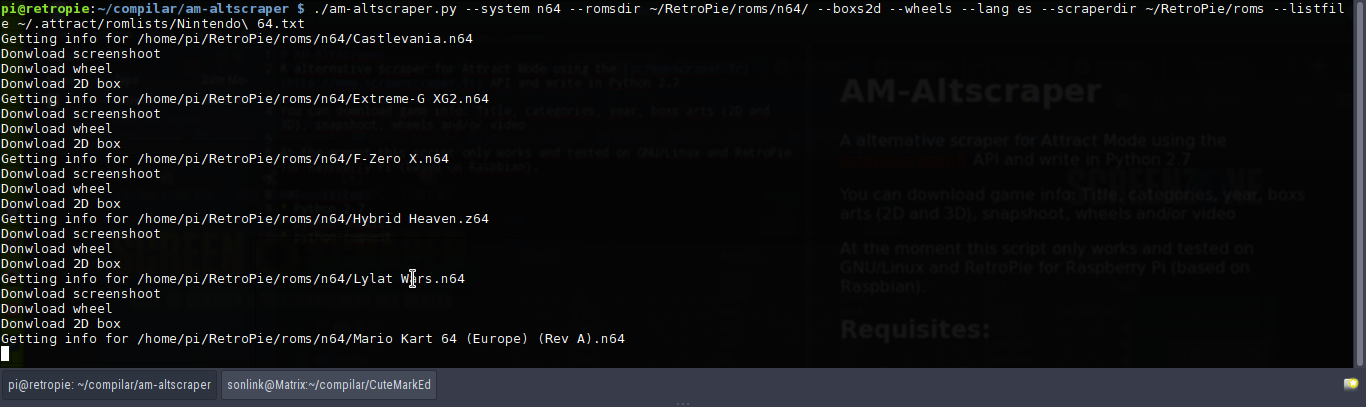 pi@retropie:~/compilar/am-altscraper $ ./am-altscraper.py --system n64 --romsdir ~/RetroPie/roms/n64/ --boxs2d --wheels --lang es --scraperdir ~/RetroPie/roms --listfil
e ~/.attract/romlists/Nintendo\ 64.txt
Getting info for /home/pi/RetroPie/roms/n64/Castlevania.n64
Donwload screenshoot
Donwload wheel
Donwload 2D box
Getting info for /home/pi/RetroPie/roms/n64/Extreme-G XG2.n64
Donwload screenshoot
Donwload wheel
Donwload 2D box
Getting info for /home/pi/RetroPie/roms/n64/F-Zero X.n64
Donwload screenshoot
Donwload wheel
Donwload 2D box
Getting info for /home/pi/RetroPie/roms/n64/Hybrid Heaven.z64
Donwload screenshoot
Donwload wheel
Donwload 2D box
Getting info for /home/pi/RetroPie/roms/n64/Lylat Wars.n64
Donwload screenshoot
Donwload wheel
Donwload 2D box
Getting info for /home/pi/RetroPie/roms/n64/Mario Kart 64 (Europe) (Rev A).n64
AM-Altscraper
A alternative scraper for Attract Mode using the
API and write in Python 2.7
You can download game info: Title, categories, year, boxs
arts (2D and 3D), snapshoot, wheels and/or video
At the moment this script only works and tested on
GNU/Linux and RetroPie for Raspberry Pi (based on
Raspbian).
Requisites:
pi@retropie: ~/compilar/am-altscraper
sonlink@Matrix:~/compilar/CuteMarkEd